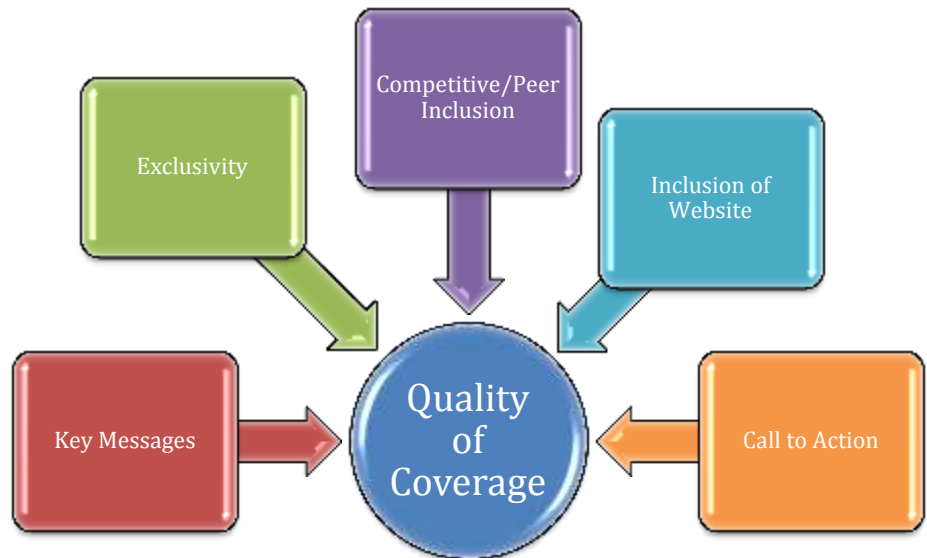 Competitive/Peer
Inclusion
Exclusivity
Inclusion of
Website
Key Messages
Quality
of
Coverage
Call to Action